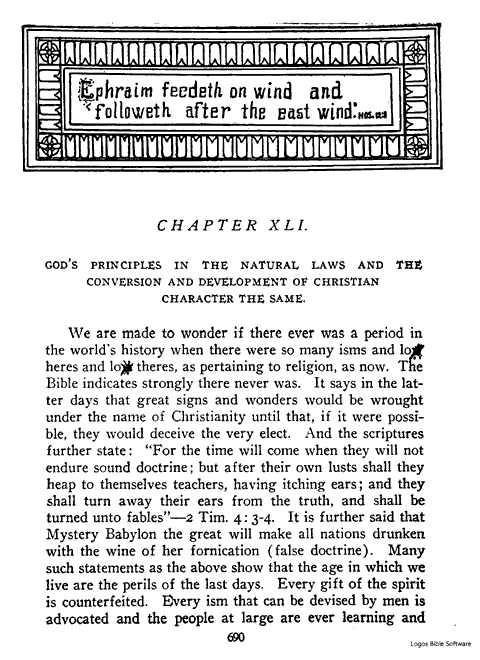 Ephraim feedeth on wind and
followeth after the east wind. HOS. 12:1
CHAPTER XLI.
GOD'S PRINCIPLES IN THE NATURAL LAWS AND THE
CONVERSION AND DEVELOPMENT OF CHRISTIAN
CHARACTER THE SAME.
We are made to wonder if there ever was a period in
the world's history when there were so many isms and
heres and theres, as pertaining to religion, as now. The
Bible indicates strongly there never was. It says in the lat-
ter days that great signs and wonders would be wrought
under the name of Christianity until that, if it were possi-
ble, they would deceive the very elect. And the scriptures
further state: "For the time will come when they will not
endure sound doctrine; but after their own lusts shall they
heap to themselves teachers, having itching ears; and they
shall turn away their ears from the truth, and shall be
turned unto fables"—2 Tim. 4: 3-4. It is further said that
Mystery Babylon the great will make all nations drunken
with the wine of her fornication (false doctrine). Many
such statements as the above show that the age in which we
live are the perils of the last days. Every gift of the spirit
is counterfeited. Every ism that can be devised by men is
advocated and the people at large are ever learning and
690
Logos Bible Software